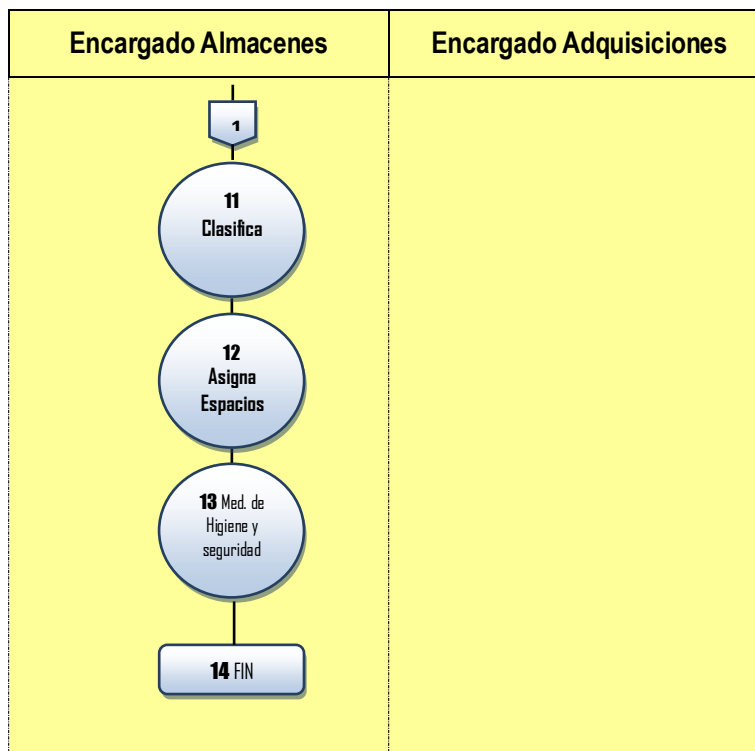 Encargado Almacenes
Encargado Adquisiciones
1
11
Clasifica
12
Asigna
Espacios
13 Med. de
Higiene y
seguridad
14 FIN